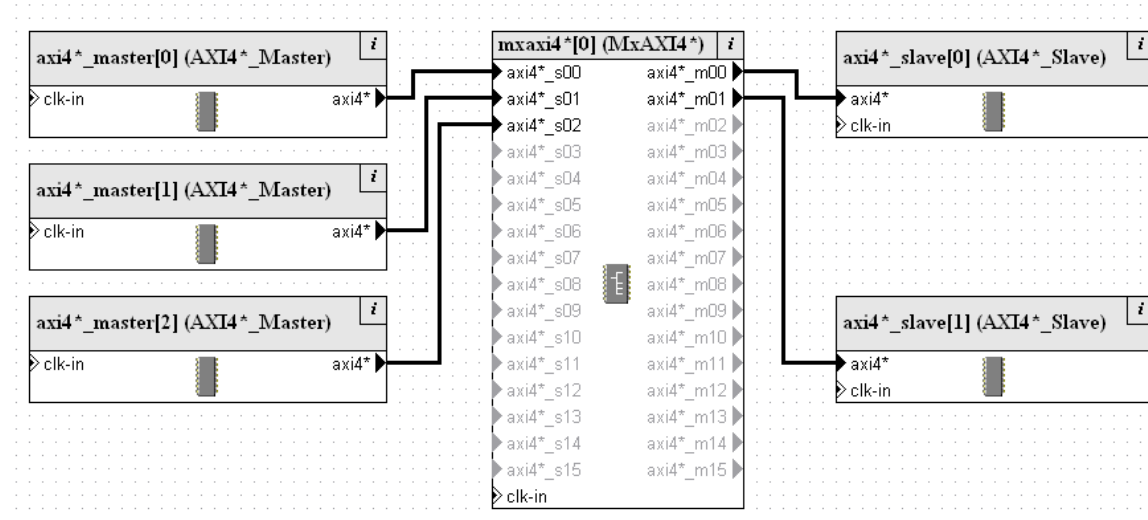 axi4*_master[0] (AXI4*_Master) i
clk-in axi4*
axi4*_master[1] (AXI4*_Master) i
clk-in axi4*
axi4*_master[2] (AXI4*_Master) i
clk-in axi4*
mxaxi4*[0] (MxAXI4*) i
axi4*_s00 axi4*_m00
axi4*_s01 axi4*_m01
axi4*_s02 axi4*_m02
axi4*_s03 axi4*_m03
axi4*_s04 axi4*_m04
axi4*_s05 axi4*_m05
axi4*_s06 axi4*_m06
axi4*_s07 axi4*_m07
axi4*_s08 axi4*_m08
axi4*_s09 axi4*_m09
axi4*_s10 axi4*_m10
axi4*_s11 axi4*_m11
axi4*_s12 axi4*_m12
axi4*_s13 axi4*_m13
axi4*_s14 axi4*_m14
axi4*_s15 axi4*_m15
clk-in
axi4*_slave[0] (AXI4*_Slave) i
axi4*
clk-in
axi4*_slave[1] (AXI4*_Slave) i
axi4*
clk-in